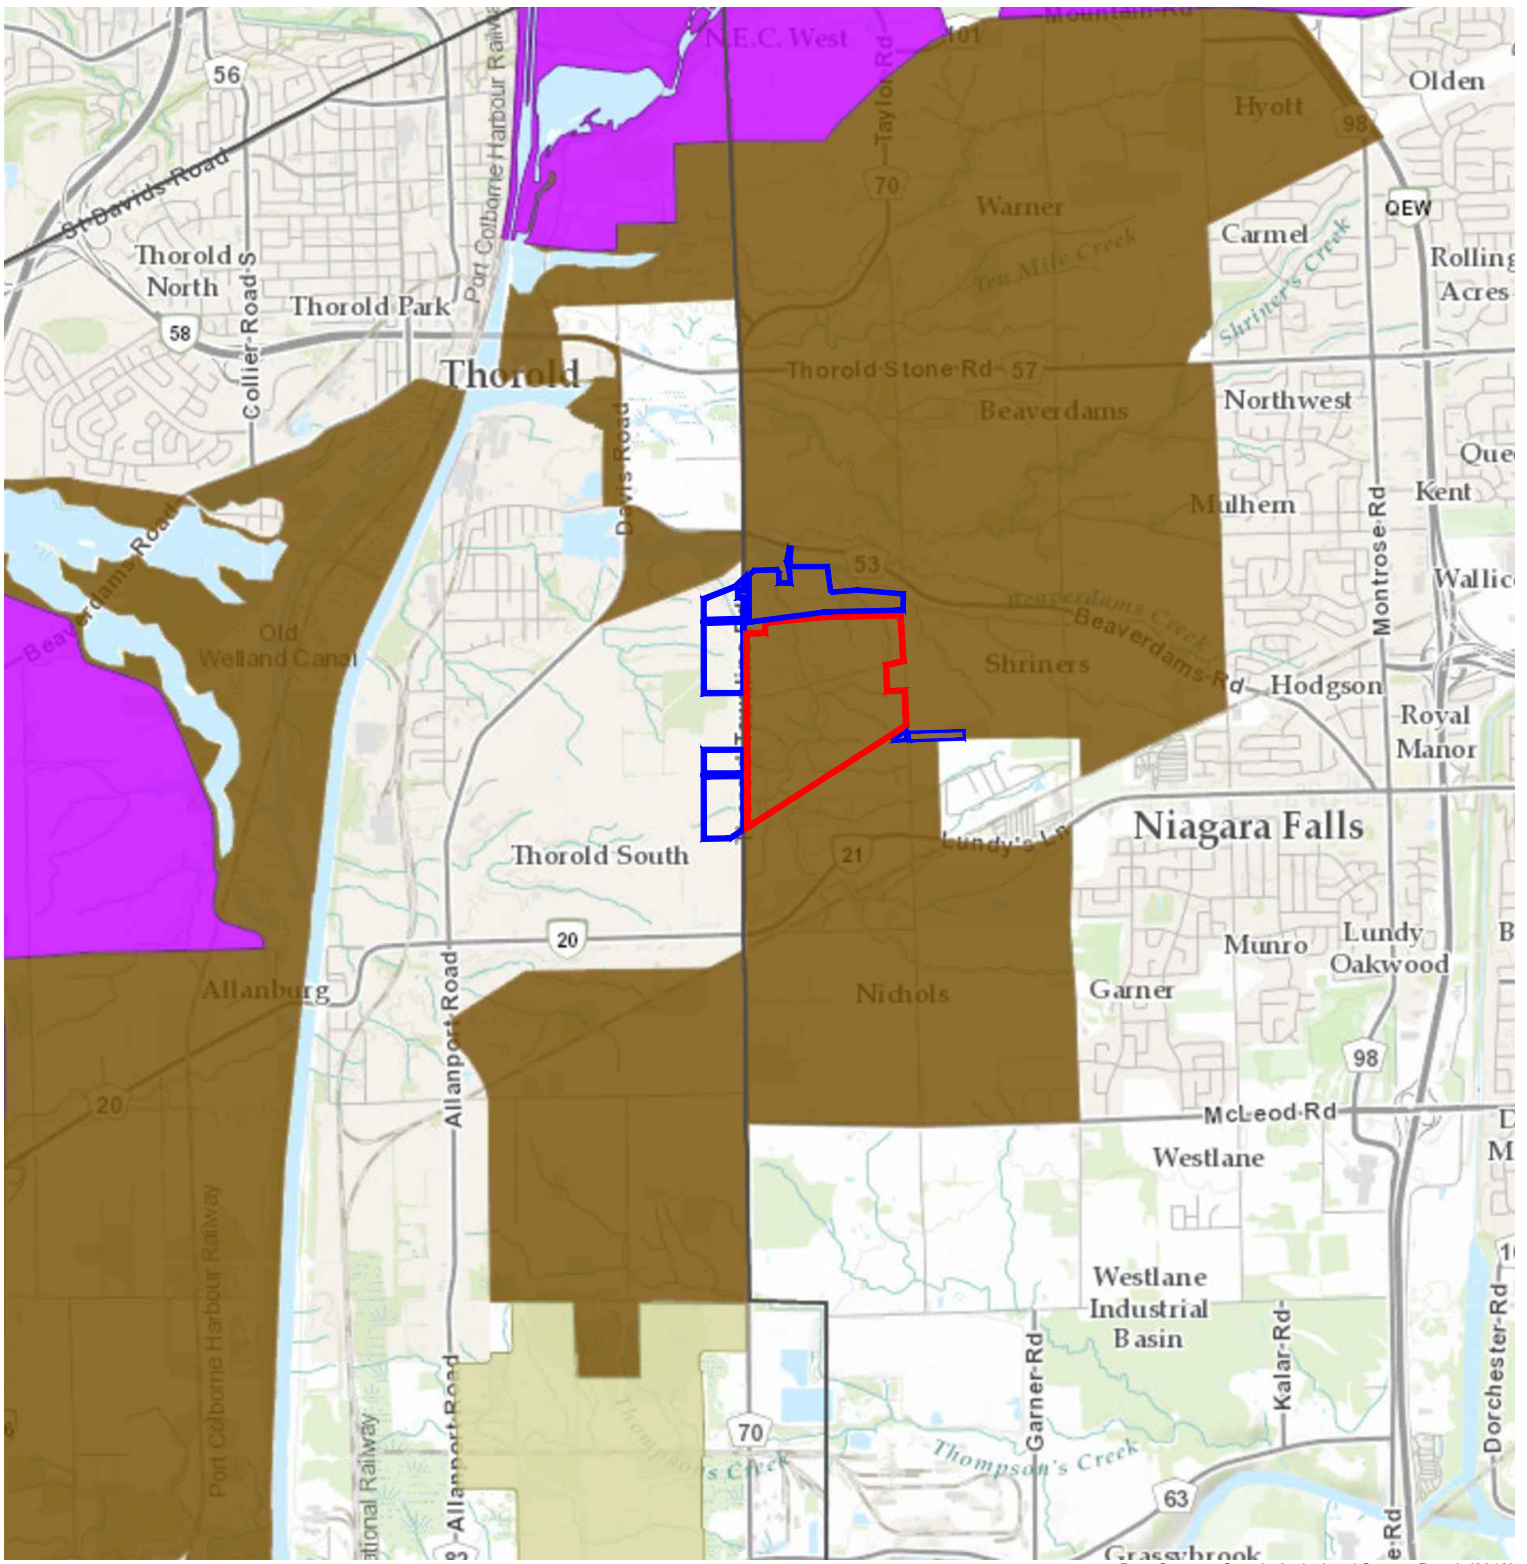 Mountain Rd
N.E.C. West
101
56
Olden
Hyott
98
Taylor Rd
Port Colborne Harbour Railway
St Davids Road
70
Warner
QEW
Carmel
Ten Mile Creek
Shriner's Creek
Thorold
North
Collier Road S
Thorold Park
Rolling
Acres
58
Thorold
Thorold Stone Rd
57
Beaverdams
Northwest
Davis Road
Mulhern
Kent
Montrose Rd
Beaverdams Road
53
Beaverdams Creek
Beaverdams Rd
Old
Welland Canal
Shriners
Hodgson
Royal
Manor
Niagara Falls
Lundy's Ln
21
Thorold South
20
Munro
Lundy
Oakwood
Allanburg
Nichols
Garner
Allanport Road
98
20
McLeod Rd
Westlane
Port Colborne Harbour Railway
Westlane
Industrial
Basin
Garner Rd
Kalar Rd
Dorchester Rd
Allanport Road
70
Thompson's Creek
Thompson's Creek
63
Grassybrook